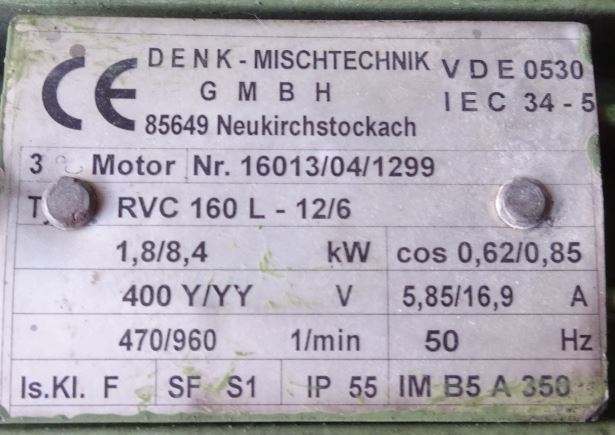 CE DENK - MISCHTECHNIK VDE 0530
GMBH IEC 34 - 5
85649 Neukirchstockach
3 Motor Nr. 16013/04/1299
RVC 160 L - 12/6
1,8/8,4 kW cos 0,62/0,85
400 Y/YY V 5,85/16,9 A
470/960 1/min 50 Hz
Is.Kl. F SF S1 IP 55 IM B5 A 350